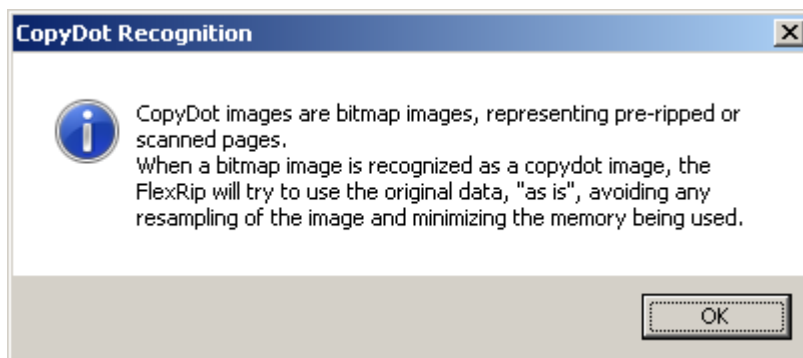 CopyDot Recognition
CopyDot images are bitmap images, representing pre-ripped or
scanned pages.
When a bitmap image is recognized as a copydot image, the
FlexRip will try to use the original data, "as is", avoiding any
resampling of the image and minimizing the memory being used.
OK